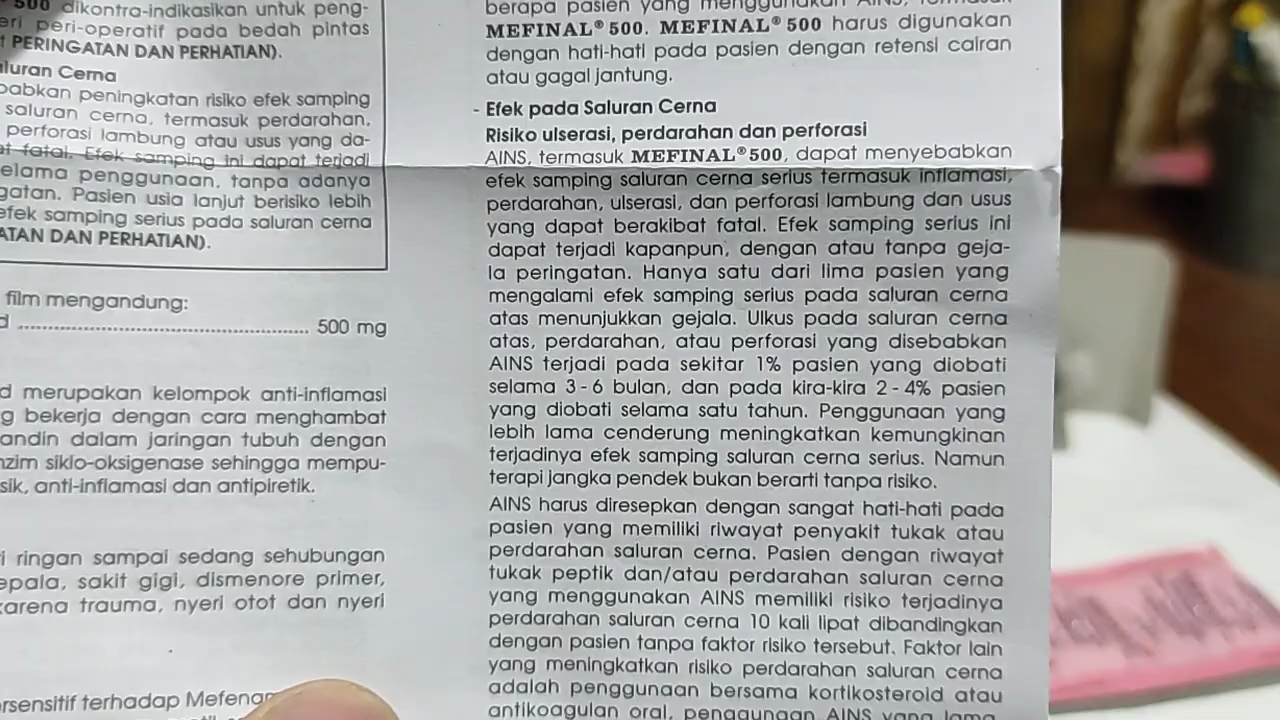 500 dikontra-indikasikan untuk peng-
eri peri-operatif pada bedah pintas
PERINGATAN DAN PERHATIAN).
aluran Cerna
babkan peningkatan risiko efek samping
saluran cerna, termasuk perdarahan,
perforasi lambung atau usus yang da-
at fatal. Efek samping ini dapat terjadi
elama penggunaan, tanpa adanya
gatan. Pasien usia lanjut berisiko lebih
efek samping serius pada saluran cerna
ATAN DAN PERHATIAN).
film mengandung:
d ........................................................ 500 mg
d merupakan kelompok anti-inflamasi
g bekerja dengan cara menghambat
andin dalam jaringan tubuh dengan
nzim siklo-oksigenase sehingga mempu-
sik, anti-inflamasi dan antipiretik.
i ringan sampai sedang sehubungan
epala, sakit gigi, dismenore primer,
karena trauma, nyeri otot dan nyeri
ersensitif terhadap Mefenam
berapa pasien yang menggunakan AINS, termasuk
MEFINAL®500. MEFINAL®500 harus digunakan
dengan hati-hati pada pasien dengan retensi cairan
atau gagal jantung.
- Efek pada Saluran Cerna
Risiko ulserasi, perdarahan dan perforasi
AINS, termasuk MEFINAL®500, dapat menyebabkan
efek samping saluran cerna serius termasuk inflamasi,
perdarahan, ulserasi, dan perforasi lambung dan usus
yang dapat berakibat fatal. Efek samping serius ini
dapat terjadi kapanpun, dengan atau tanpa geja-
la peringatan. Hanya satu dari lima pasien yang
mengalami efek samping serius pada saluran cerna
atas menunjukkan gejala. Ulkus pada saluran cerna
atas, perdarahan, atau perforasi yang disebabkan
AINS terjadi pada sekitar 1% pasien yang diobati
selama 3-6 bulan, dan pada kira-kira 2-4% pasien
yang diobati selama satu tahun. Penggunaan yang
lebih lama cenderung meningkatkan kemungkinan
terjadinya efek samping saluran cerna serius. Namun
terapi jangka pendek bukan berarti tanpa risiko.
AINS harus diresepkan dengan sangat hati-hati pada
pasien yang memiliki riwayat penyakit tukak atau
perdarahan saluran cerna. Pasien dengan riwayat
tukak peptik dan/atau perdarahan saluran cerna
yang menggunakan AINS memiliki risiko terjadinya
perdarahan saluran cerna 10 kali lipat dibandingkan
dengan pasien tanpa faktor risiko tersebut. Faktor lain
yang meningkatkan risiko perdarahan saluran cerna
adalah penggunaan bersama kortikosteroid atau
antikoagulan oral, penggunaan AINS yang lama,